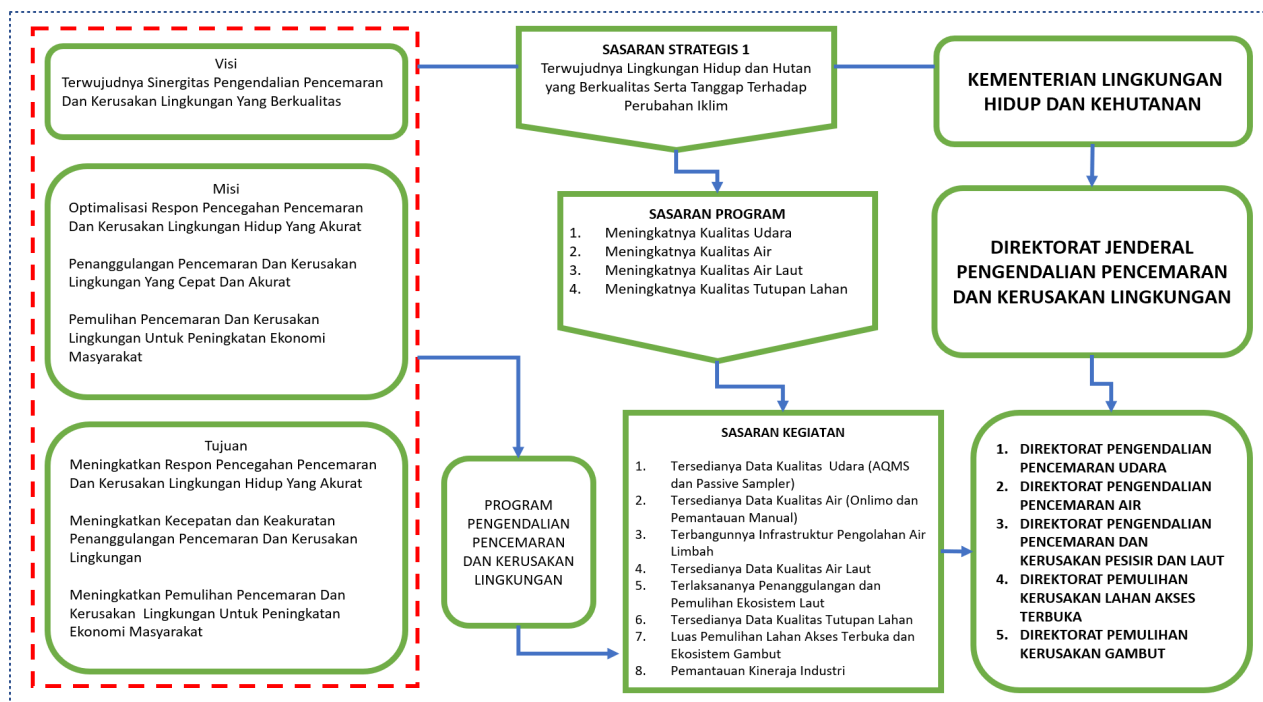 Visi
Terwujudnya Sinergitas Pengendalian Pencemaran
Dan Kerusakan Lingkungan Yang Berkualitas
Misi
Optimalisasi Respon Pencegahan Pencemaran
Dan Kerusakan Lingkungan Hidup Yang Akurat
Penanggulangan Pencemaran Dan Kerusakan
Lingkungan Yang Cepat Dan Akurat
Pemulihan Pencemaran Dan Kerusakan
Lingkungan Untuk Peningkatan Ekonomi
Masyarakat
Tujuan
Meningkatkan Respon Pencegahan Pencemaran
Dan Kerusakan Lingkungan Hidup Yang Akurat
Meningkatkan Kecepatan dan Keakuratan
Penanggulangan Pencemaran Dan Kerusakan
Lingkungan
Meningkatkan Pemulihan Pencemaran Dan
Kerusakan Lingkungan Untuk Peningkatan
Ekonomi Masyarakat
SASARAN STRATEGIS 1
Terwujudnya Lingkungan Hidup dan Hutan
yang Berkualitas Serta Tanggap Terhadap
Perubahan Iklim
SASARAN PROGRAM
1. Meningkatnya Kualitas Udara
2. Meningkatnya Kualitas Air
3. Meningkatnya Kualitas Air Laut
4. Meningkatnya Kualitas Tutupan Lahan
PROGRAM
PENGENDALIAN
PENCEMARAN
DAN KERUSAKAN
LINGKUNGAN
SASARAN KEGIATAN
1. Tersedianya Data Kualitas Udara (AQMS
dan Passive Sampler)
2. Tersedianya Data Kualitas Air (Onlimo dan
Pemantauan Manual)
3. Terbangunnya Infrastruktur Pengolahan Air
Limbah
4. Tersedianya Data Kualitas Air Laut
5. Terlaksananya Penanggulangan dan
Pemulihan Ekosistem Laut
6. Tersedianya Data Kualitas Tutupan Lahan
7. Luas Pemulihan Lahan Akses Terbuka dan
Ekosistem Gambut
8. Pemantauan Kineraja Industri
KEMENTERIAN LINGKUNGAN
HIDUP DAN KEHUTANAN
DIREKTORAT JENDERAL
PENGENDALIAN PENCEMARAN
DAN KERUSAKAN LINGKUNGAN
1. DIREKTORAT PENGENDALIAN
PENCEMARAN UDARA
2. DIREKTORAT PENGENDALIAN
PENCEMARAN AIR
3. DIREKTORAT PENGENDALIAN
PENCEMARAN DAN
KERUSAKAN PESISIR DAN LAUT
4. DIREKTORAT PEMULIHAN
KERUSAKAN LAHAN AKSES
TERBUKA
5. DIREKTORAT PEMULIHAN
KERUSAKAN GAMBUT